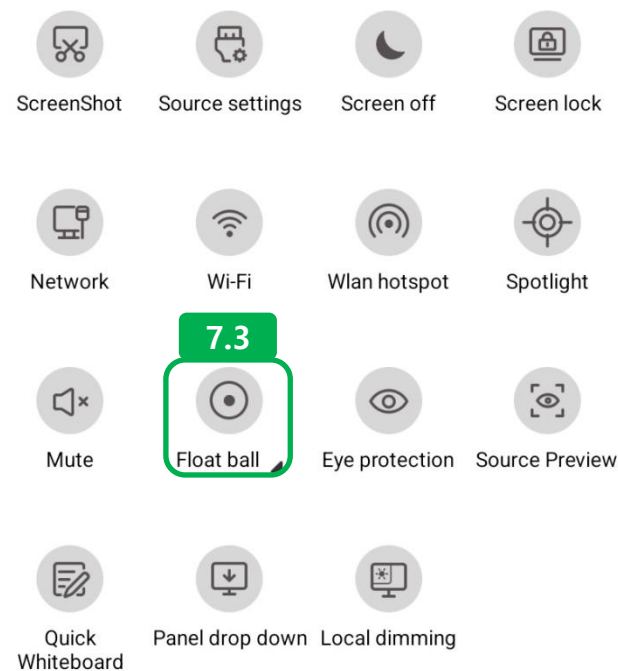 ScreenShot
Source settings
Screen off
Screen lock
Network
Wi-Fi
Wlan hotspot
Spotlight
7.3
Mute
Float ball
Eye protection
Source Preview
Quick
Whiteboard
Panel drop down
Local dimming